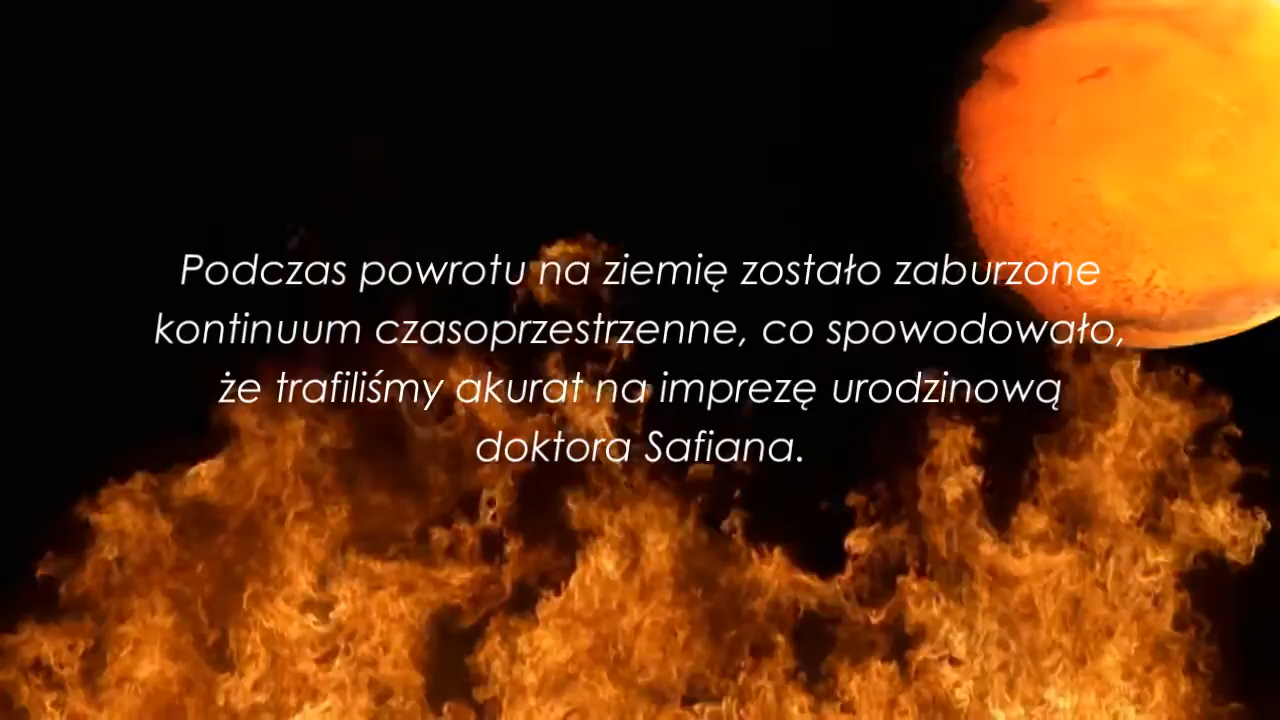 Podczas powrotu na ziemię zostało zaburzone
kontinuum czasoprzestrzenne, co spowodowało,
że trafiliśmy akurat na imprezę urodzinową
doktora Safiana.